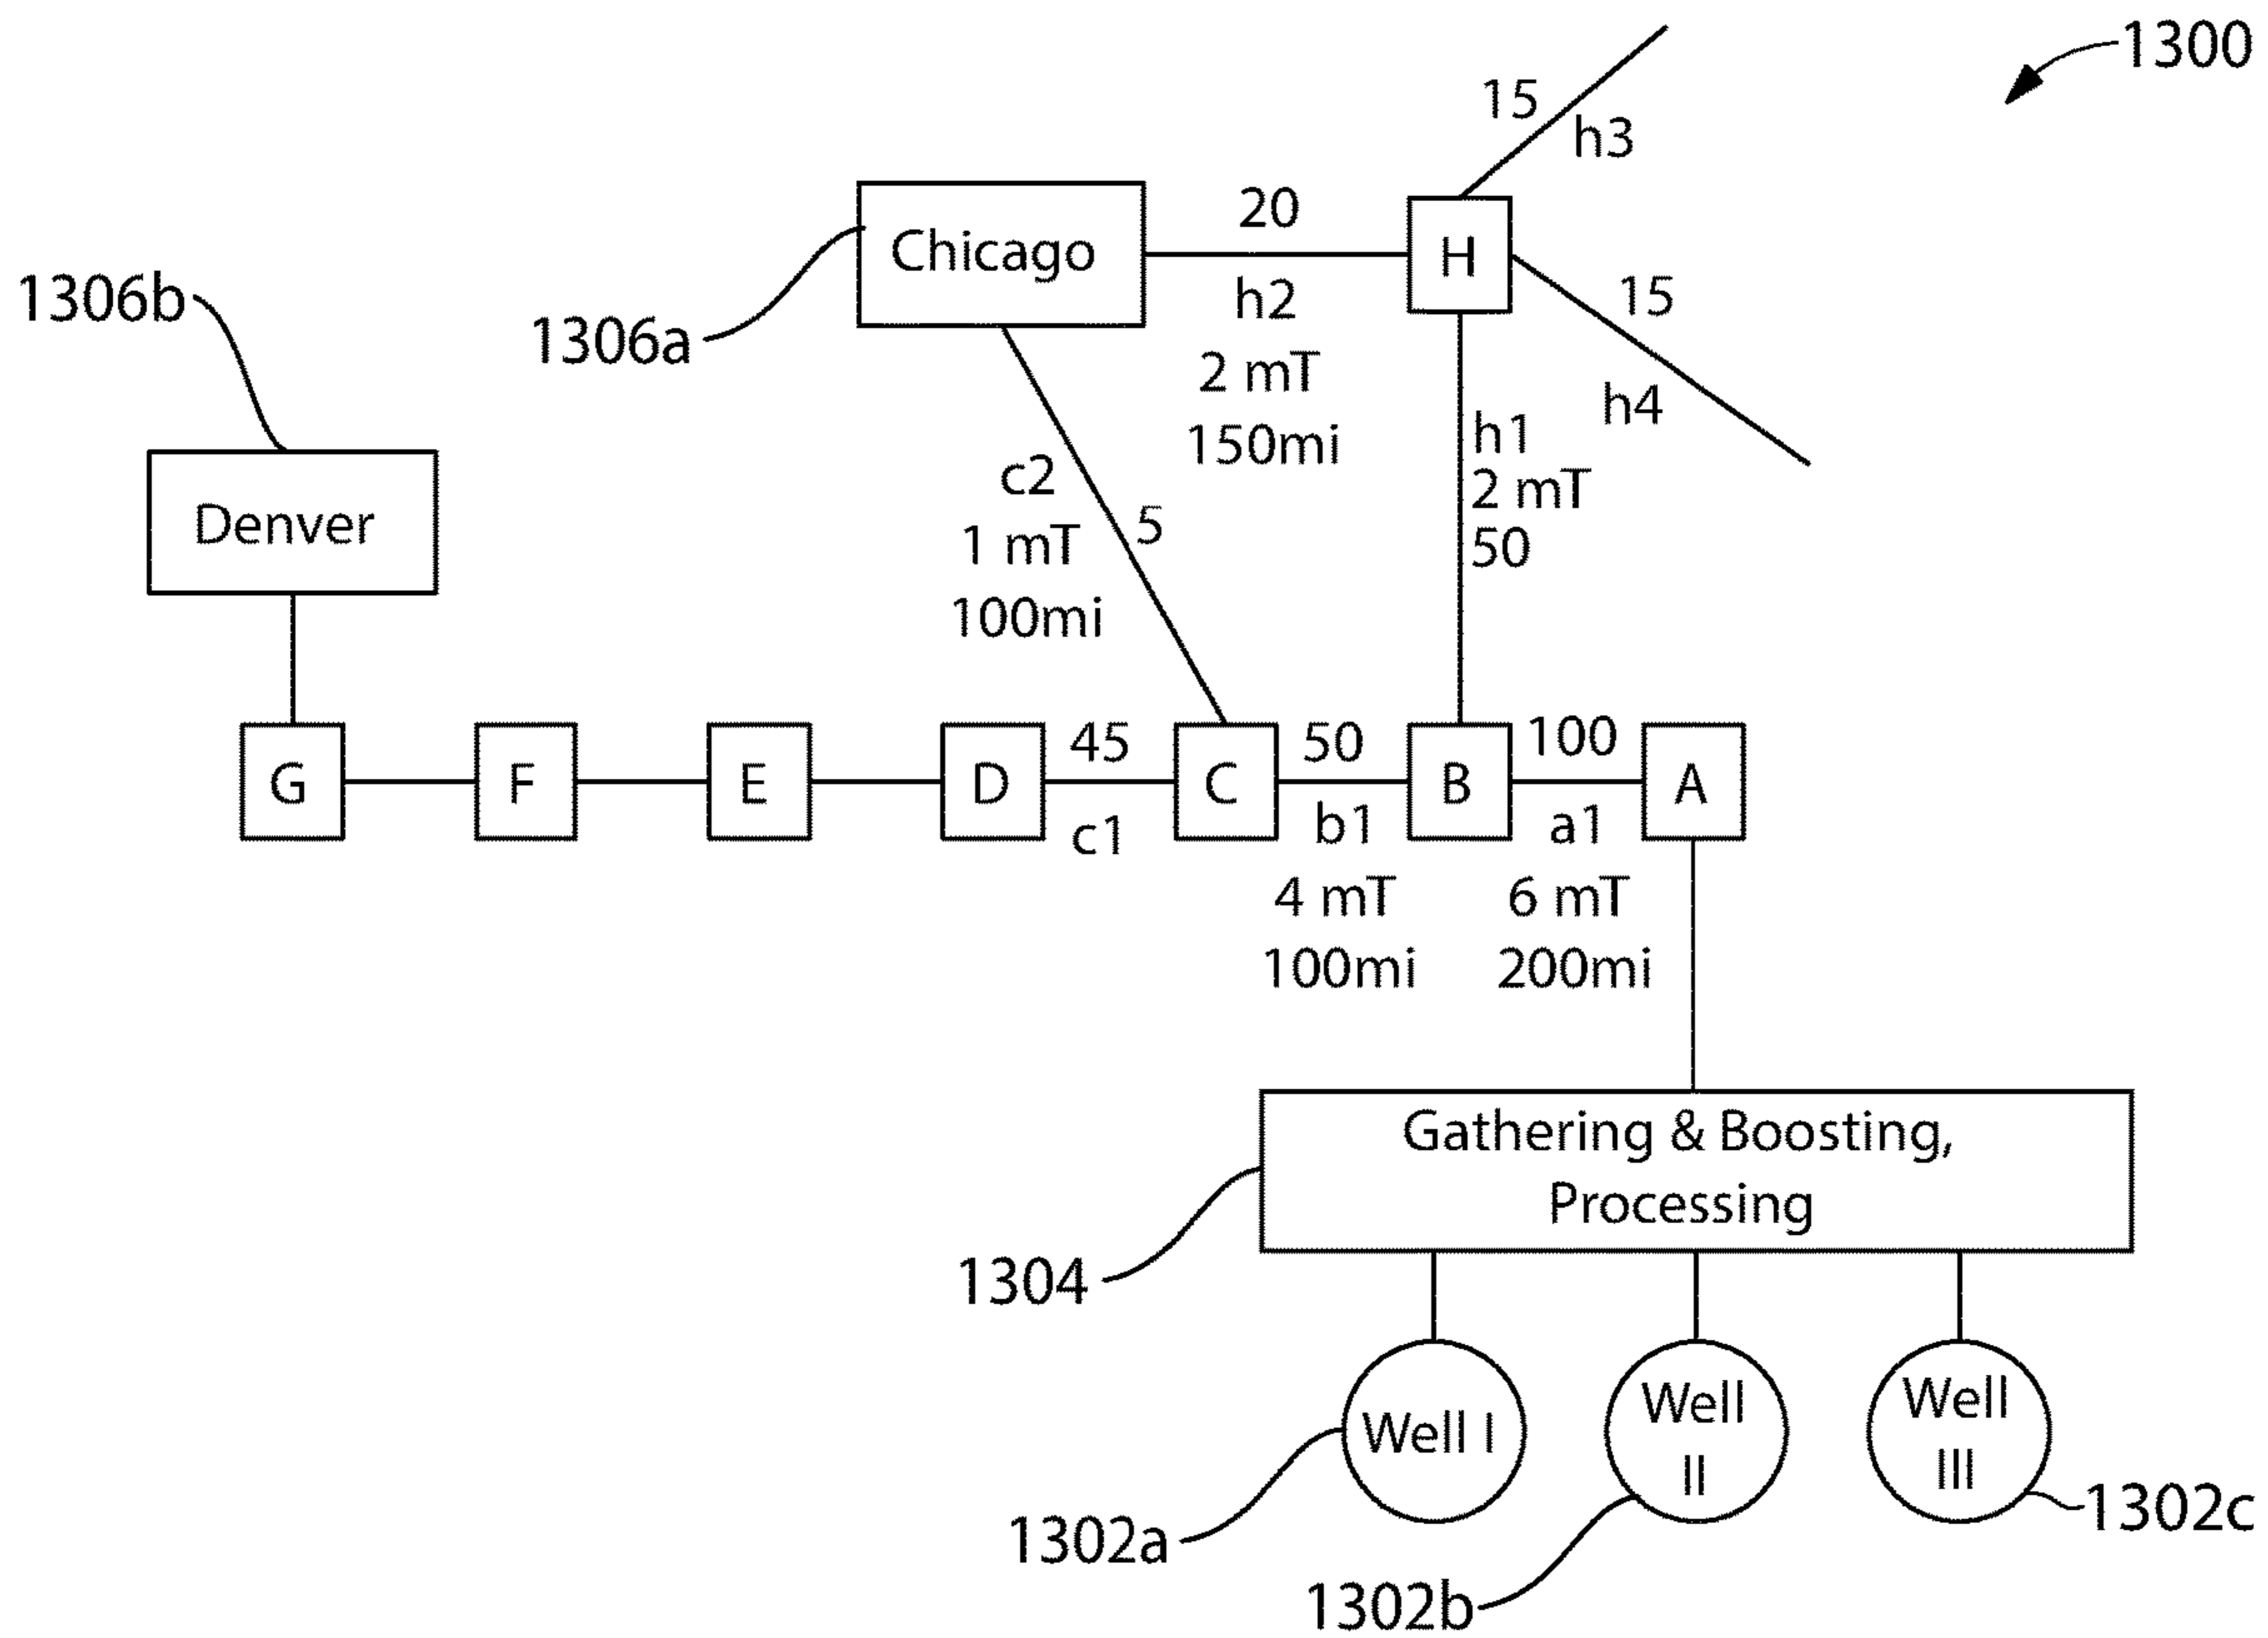 1300
15
h3
20
Chicago
H
h2
15
1306b
1306a
2 mT
150mi
h4
h1
2 mT
50
c2
5
1 mT
100mi
Denver
45
50
100
G
F
E
D
C
B
A
c1
b1
a1
4 mT
6 mT
100mi
200mi
Gathering & Boosting,
Processing
1304
Well I
Well
II
Well
III
1302a
1302b
1302c